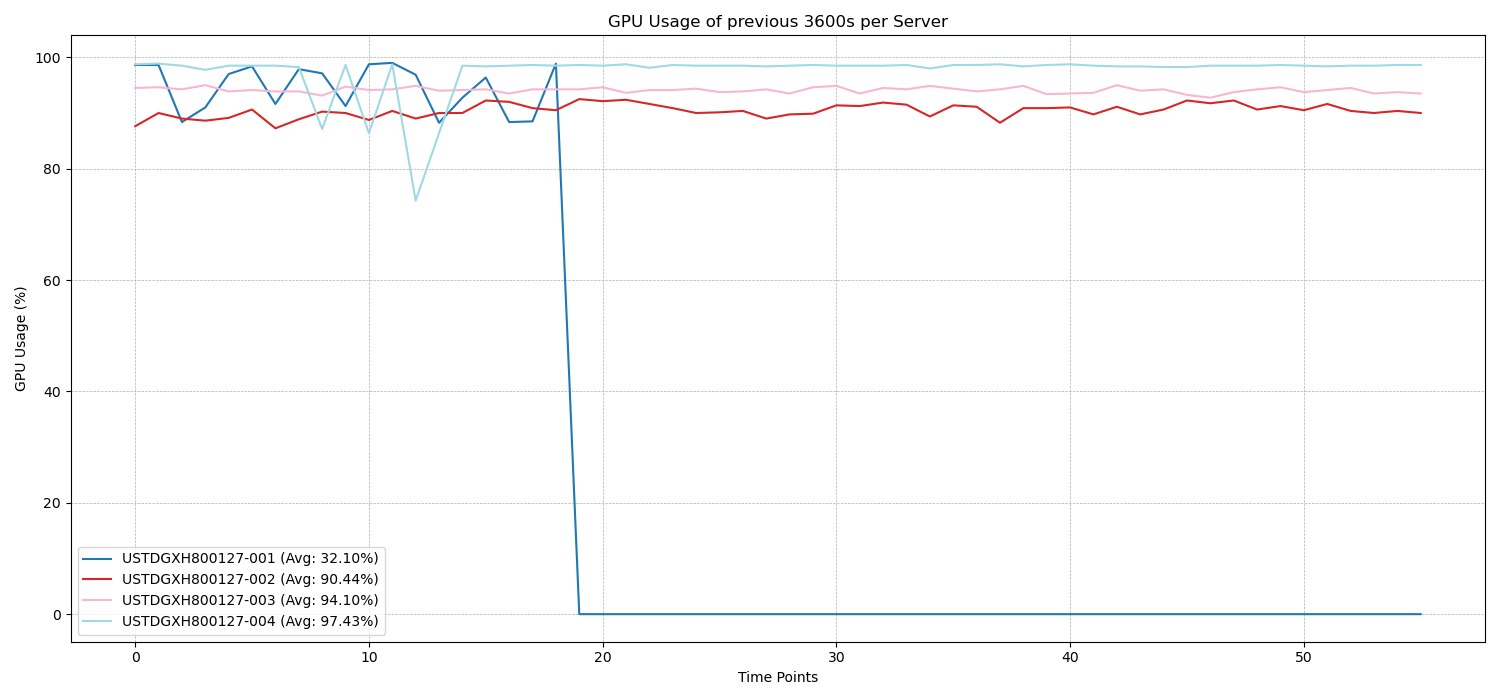 GPU Usage of previous 3600s per Server
GPU Usage (%)
100
80
60
40
20
0
USTDGXH800127-001 (Avg: 32.10%)
USTDGXH800127-002 (Avg: 90.44%)
USTDGXH800127-003 (Avg: 94.10%)
USTDGXH800127-004 (Avg: 97.43%)
0 10 20 30 40 50
Time Points